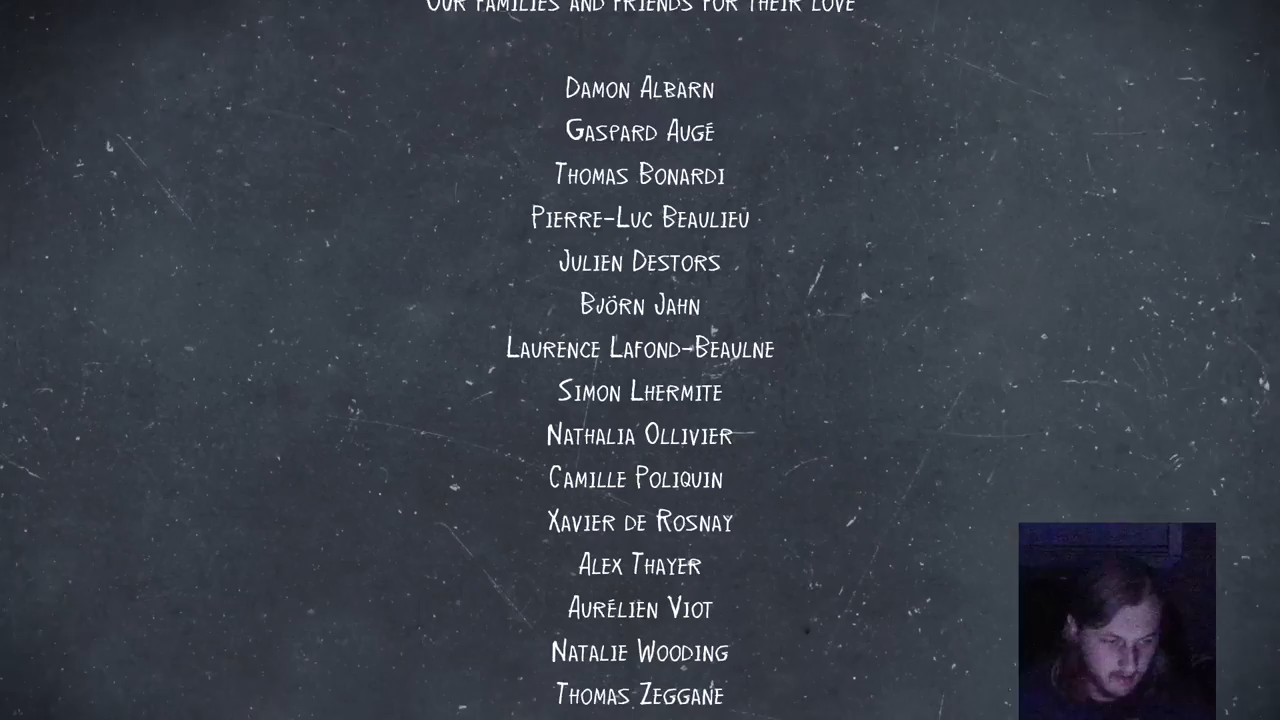 Our families and friends for their love
Damon Albarn
Gaspard Augé
Thomas Bonardi
Pierre-Luc Beaulieu
Julien Destors
Björn Jahn
Laurence Lafond-Beaulne
Simon Lhermite
Nathalia Ollivier
Camille Poliquin
Xavier de Rosnay
Alex Thayer
Aurélien Viot
Natalie Wooding
Thomas Zeggane